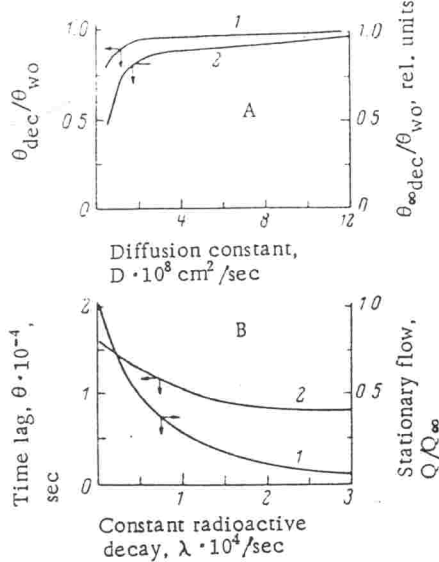 1.0
05
0
θdec/θwo
1
2
A
1.0
0.5
0
θ∞dec/θwo, rel. units
0 4 8 12
Diffusion constant,
D · 10⁸ cm²/sec
2
1
0
Time lag, θ · 10⁻⁴,
sec
B
2
1
1 0
0.5
0
Stationary flow,
Q/Q∞
1 2 3
Constant radioactive
decay, λ · 10⁴/sec